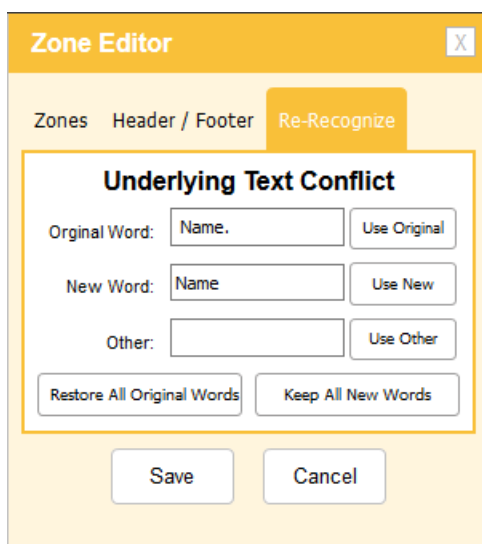 Zone Editor X
Zones Header / Footer Re-Recognize
Underlying Text Conflict
Orginal Word: Name. Use Original
New Word: Name Use New
Other: Use Other
Restore All Original Words Keep All New Words
Save Cancel